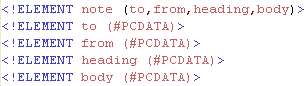 <!ELEMENT note (to,from,heading,body)>
<!ELEMENT to (#PCDATA)>
<!ELEMENT from (#PCDATA)>
<!ELEMENT heading (#PCDATA)>
<!ELEMENT body (#PCDATA)>